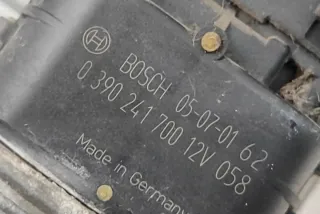 BOSCH 05-07-01 62
0 390 241 700 12V 058
Made in Germany